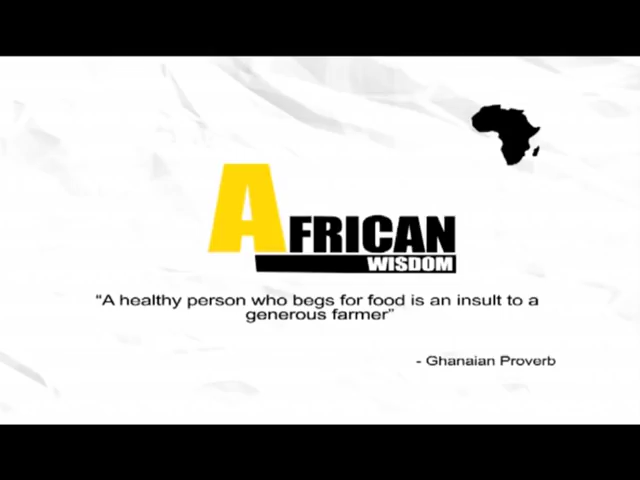 AFRICAN
WISDOM
“A healthy person who begs for food is an insult to a
generous farmer”
- Ghanaian Proverb